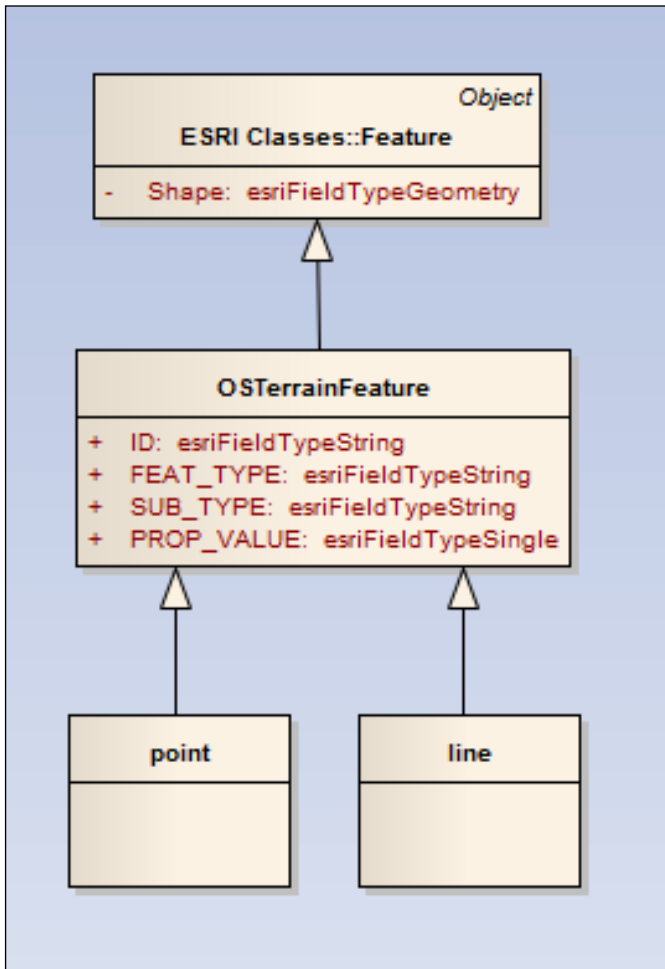 Object
ESRI Classes::Feature
- Shape: esriFieldTypeGeometry
OSTerrainFeature
+ ID: esriFieldTypeString
+ FEAT_TYPE: esriFieldTypeString
+ SUB_TYPE: esriFieldTypeString
+ PROP_VALUE: esriFieldTypeSingle
point
line